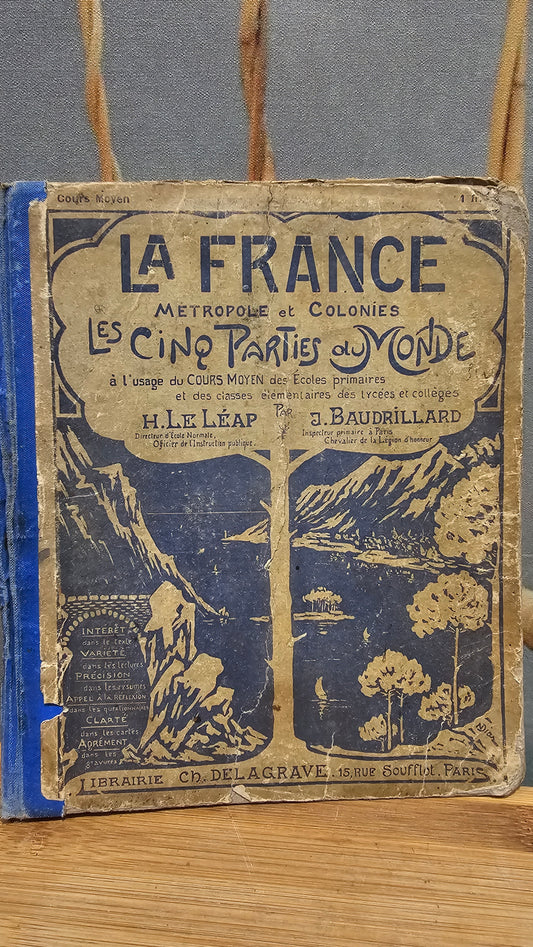 Cours Moyen 1 fr.
LA FRANCE
MÉTROPOLE et COLONIES
LES CINQ PARTIES du MONDE
à l'usage du COURS MOYEN des Écoles primaires
et des classes élémentaires des lycées et collèges
PAR
H. LE LÉAP J. BAUDRILLARD
Directeur d'École Normale, Inspecteur primaire à Paris
Officier de l'Instruction publique. Chevalier de la Légion d'honneur
INTÉRÊT
dans le texte
VARIÉTÉ
dans les lectures
PRÉCISION
dans les résumés
APPEL À LA RÉFLEXION
dans les questionnaires
CLARTÉ
dans les cartes
AGRÉMENT
dans les
gravures
LIBRAIRIE CH. DELAGRAVE. 15, RUE Soufflot. PARIS